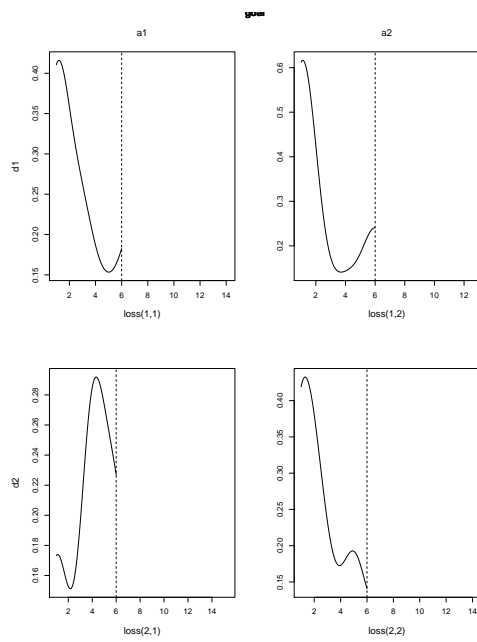 goal
a1
a2
d1
0.15 0.20 0.25 0.30 0.35 0.40
2 4 6 8 10 12 14
loss(1,1)
0.2 0.3 0.4 0.5 0.6
2 4 6 8 10 12
loss(1,2)
d2
0.16 0.18 0.20 0.22 0.24 0.26 0.28
2 4 6 8 10 12 14
loss(2,1)
0.15 0.20 0.25 0.30 0.35 0.40
2 4 6 8 10 12 14
loss(2,2)